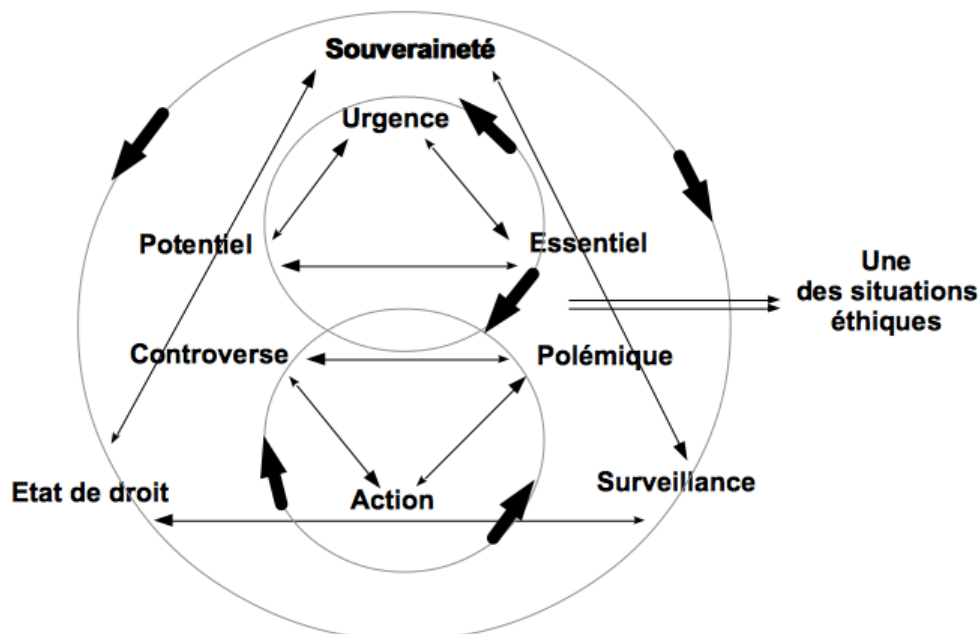 Souveraineté
Urgence
Potentiel
Essentiel
Une
des situations
éthiques
Controverse
Polémique
Etat de droit
Action
Surveillance